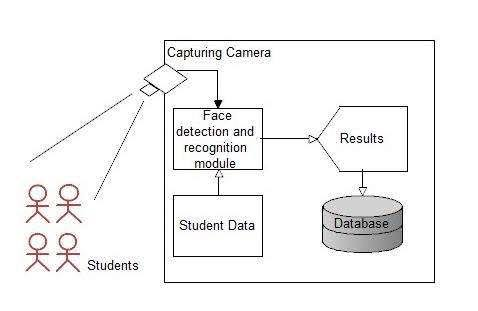 Capturing Camera
Face
detection and
recognition
module
Results
Student Data
Database
Students